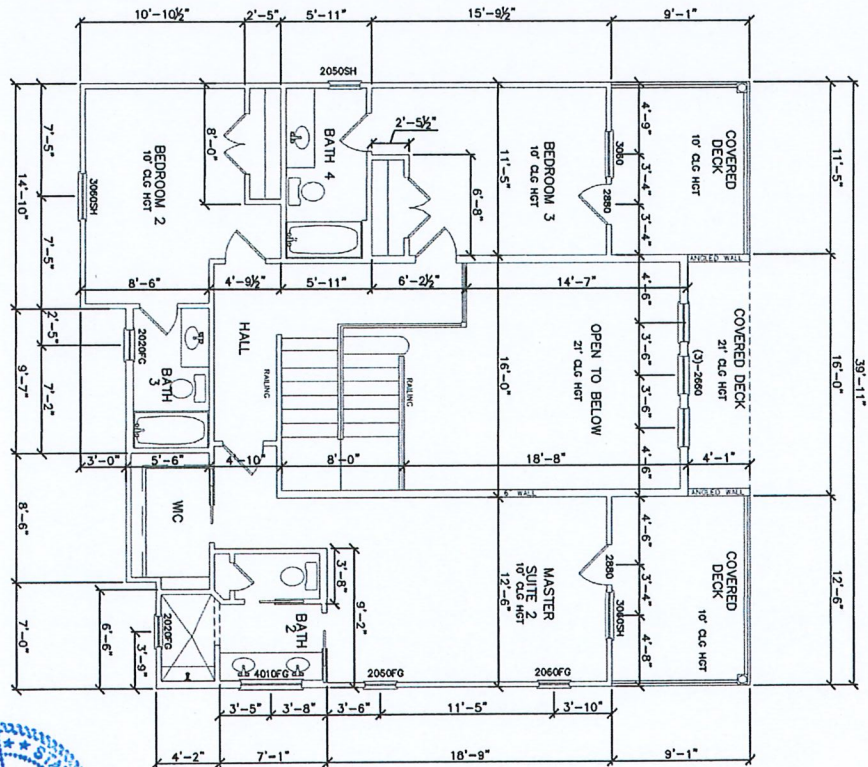 10'-10½"
2'-5"
5'-11"
15'-9½"
9'-1"
2050SH
7'-5"
14'-10"
7'-5"
8'-0"
BEDROOM 2
10' CLG HGT
3060SH
BATH 4
2'-5½"
6'-8"
11'-5"
BEDROOM 3
10' CLG HGT
3060
2880
4'-9"
3'-4"
3'-4"
COVERED
DECK
10' CLG HGT
11'-5"
ANGLED WALL
8'-6"
4'-9½"
5'-11"
6'-2½"
14'-7"
2'-5"
9'-7"
7'-2"
2020FG
BATH
3
HALL
RAILING
RAILING
16'-0"
OPEN TO BELOW
21' CLG HGT
4'-6"
3'-6"
3'-6"
4'-6"
(3)-2660
COVERED DECK
21' CLG HGT
16'-0"
39'-11"
3'-0"
5'-6"
4'-10"
8'-0"
18'-8"
4'-1"
6" WALL
ANGLED WALL
8'-6"
WIC
MASTER
SUITE 2
10' CLG HGT
12'-6"
2880
3060SH
4'-6"
3'-4"
4'-8"
COVERED
DECK
10' CLG HGT
12'-6"
3'-8"
9'-2"
BATH
2
7'-0"
6'-6"
3'-9"
2020FG
4010FG
2050FG
2060FG
3'-5"
3'-8"
3'-6"
11'-5"
3'-10"
4'-2"
7'-1"
18'-9"
9'-1"